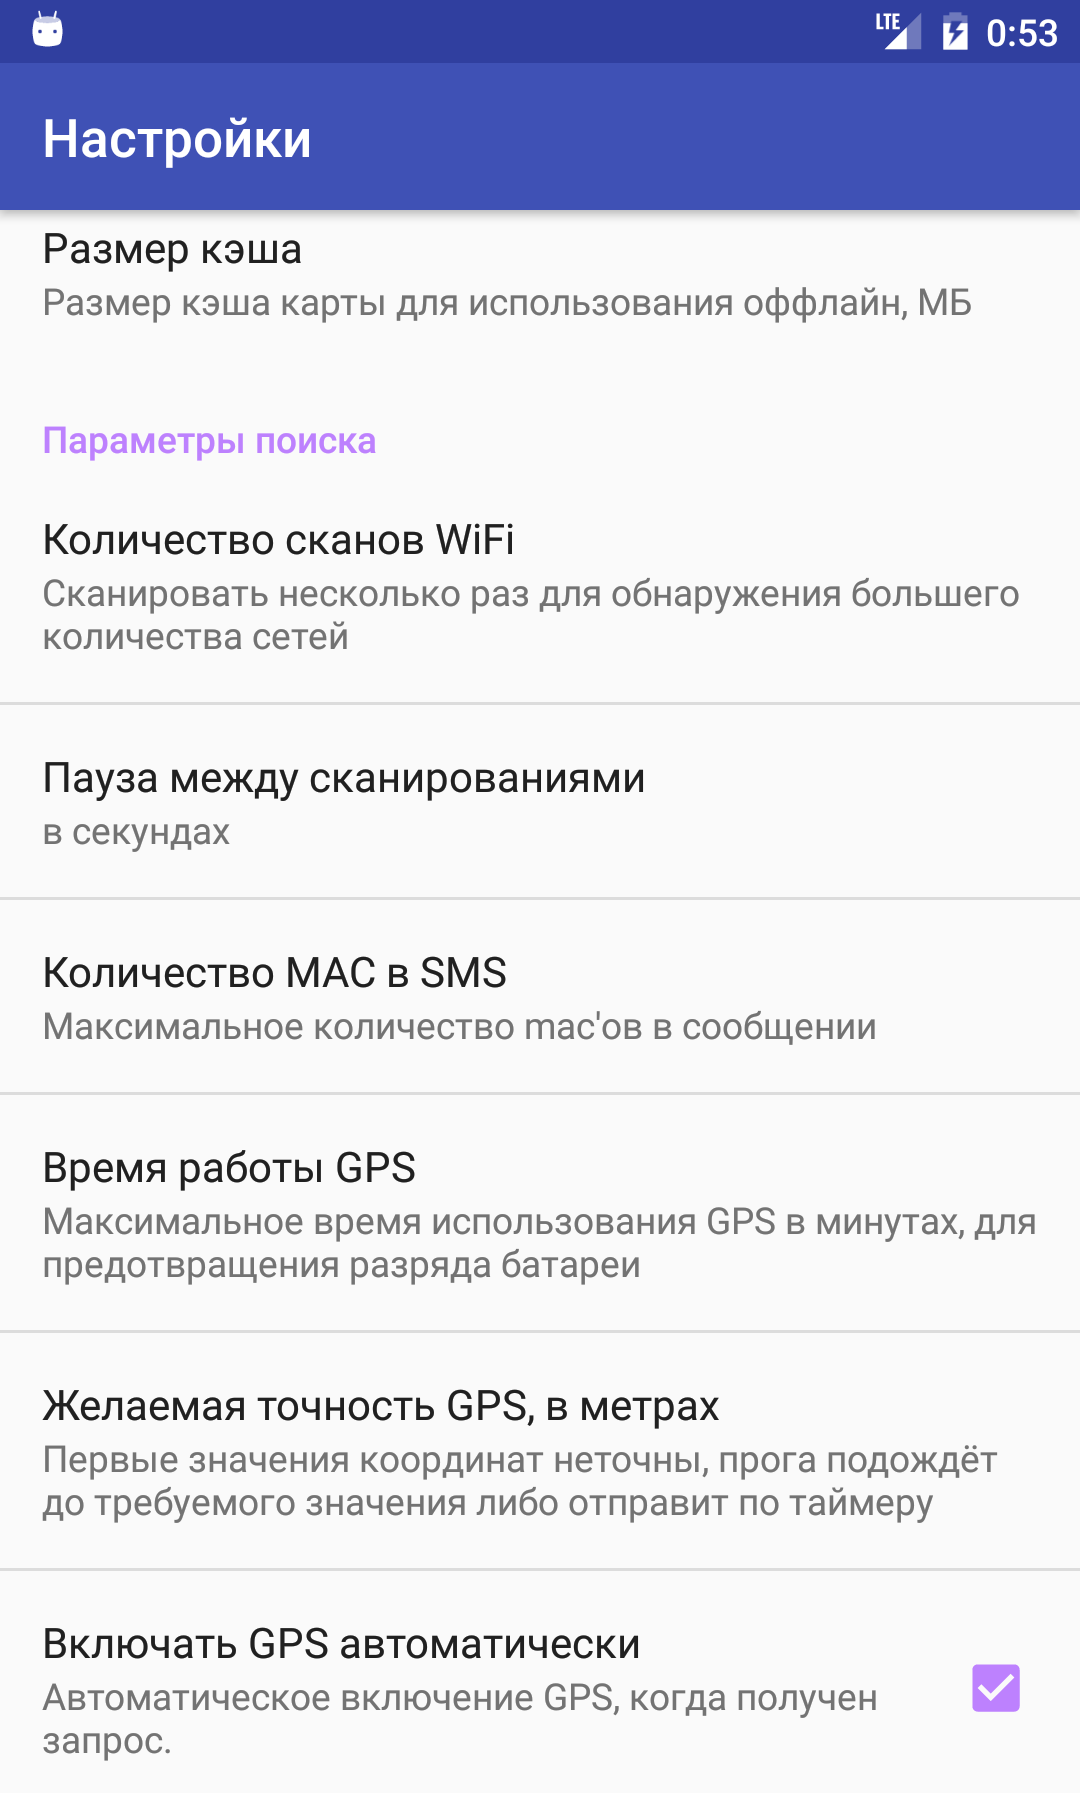 LTE 0:53
Настройки
Размер кэша
Размер кэша карты для использования оффлайн, МБ
Параметры поиска
Количество сканов WiFi
Сканировать несколько раз для обнаружения большего
количества сетей
Пауза между сканированиями
в секундах
Количество MAC в SMS
Максимальное количество mac'ов в сообщении
Время работы GPS
Максимальное время использования GPS в минутах, для
предотвращения разряда батареи
Желаемая точность GPS, в метрах
Первые значения координат неточны, прога подождёт
до требуемого значения либо отправит по таймеру
Включать GPS автоматически
Автоматическое включение GPS, когда получен
запрос.